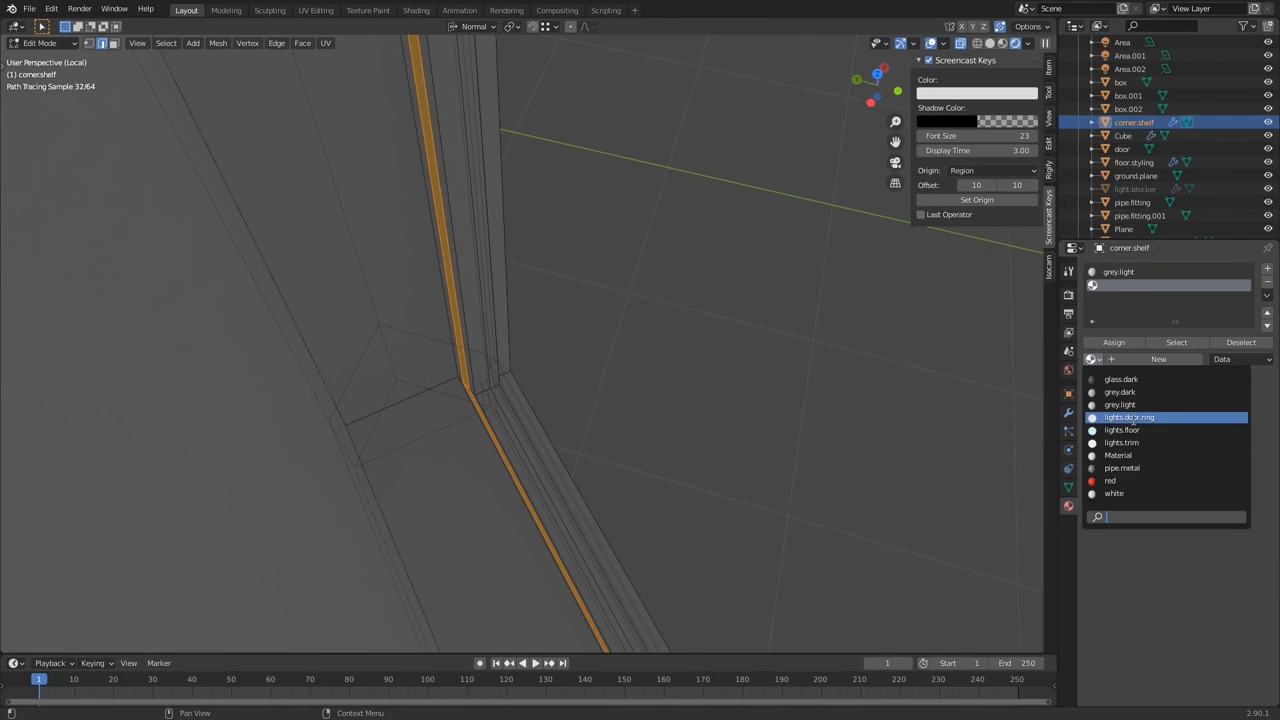 File Edit Render Window Help Layout Modeling Sculpting UV Editing Texture Paint Shading Animation Rendering Compositing Scripting + Scene View Layer
Normal X Y Z Options
Edit Mode View Select Add Mesh Vertex Edge Face UV
User Perspective (Local)
(1) corner.shelf
Path Tracing Sample 32/64
Screencast Keys
Color:
Shadow Color:
Font Size 23
Display Time 3.00
Origin: Region
Offset: 10 10
Set Origin
Last Operator
Item
Tool
View
Edit
Rigify
Screencast Keys
Isocam
Area
Area.001
Area.002
box
box.001
box.002
corner.shelf
Cube
door
floor.styling
ground.plane
light.blocker
pipe.fitting
pipe.fitting.001
Plane
corner.shelf
grey.light
Assign Select Deselect
+ New Data
glass.dark
grey.dark
grey.light
lights.door.ring
lights.floor
lights.trim
Material
pipe.metal
red
white
Playback Keying View Marker 1 Start 1 End 250
1 10 20 30 40 50 60 70 80 90 100 110 120 130 140 150 160 170 180 190 200 210 220 230 240 250
Pan View Context Menu 2.90.1